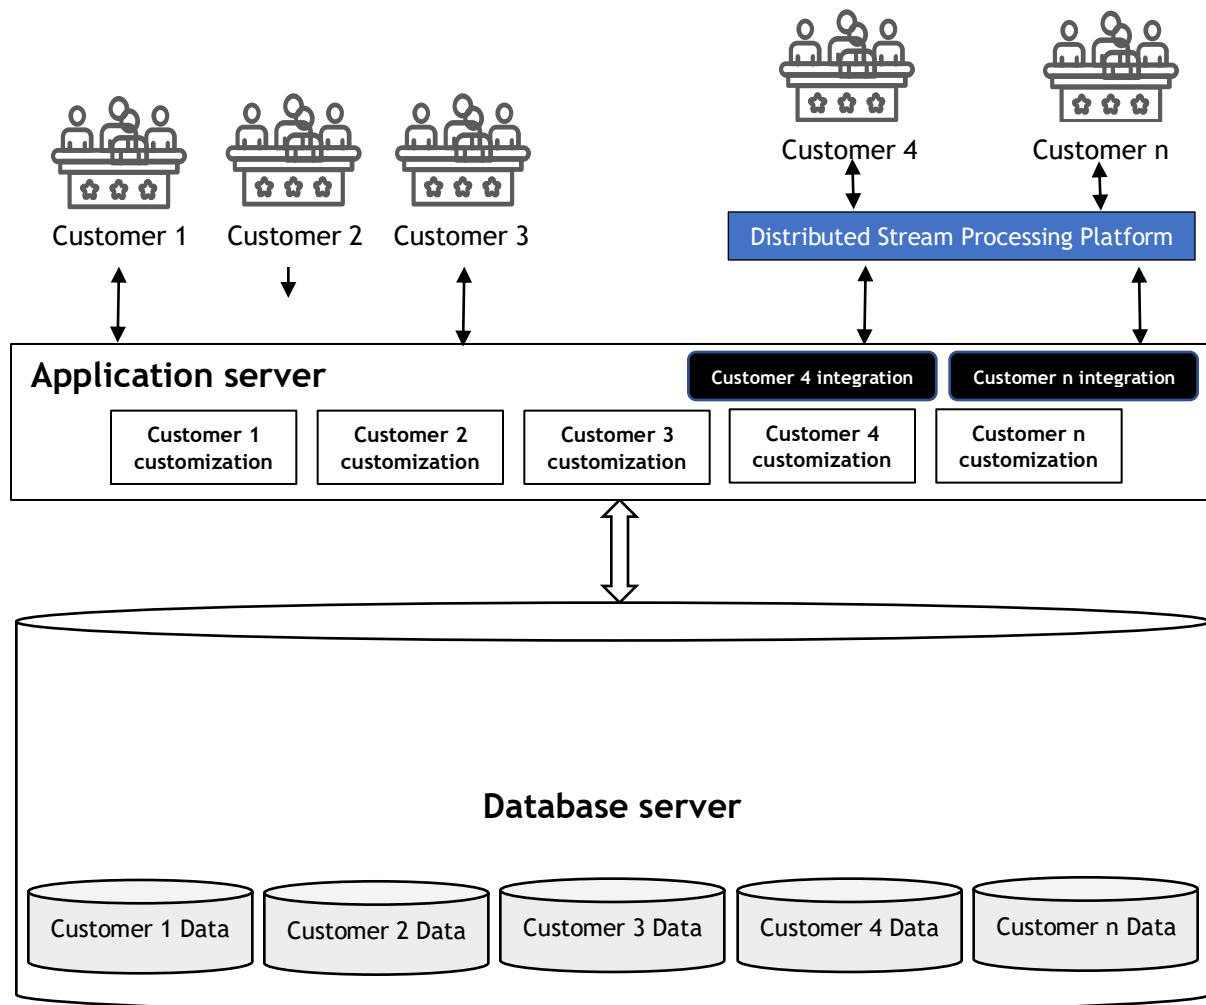 Customer 4
Customer n
Customer 1
Customer 2
Customer 3
Distributed Stream Processing Platform
Application server
Customer 4 integration
Customer n integration
Customer 1
customization
Customer 2
customization
Customer 3
customization
Customer 4
customization
Customer n
customization
Database server
Customer 1 Data
Customer 2 Data
Customer 3 Data
Customer 4 Data
Customer n Data